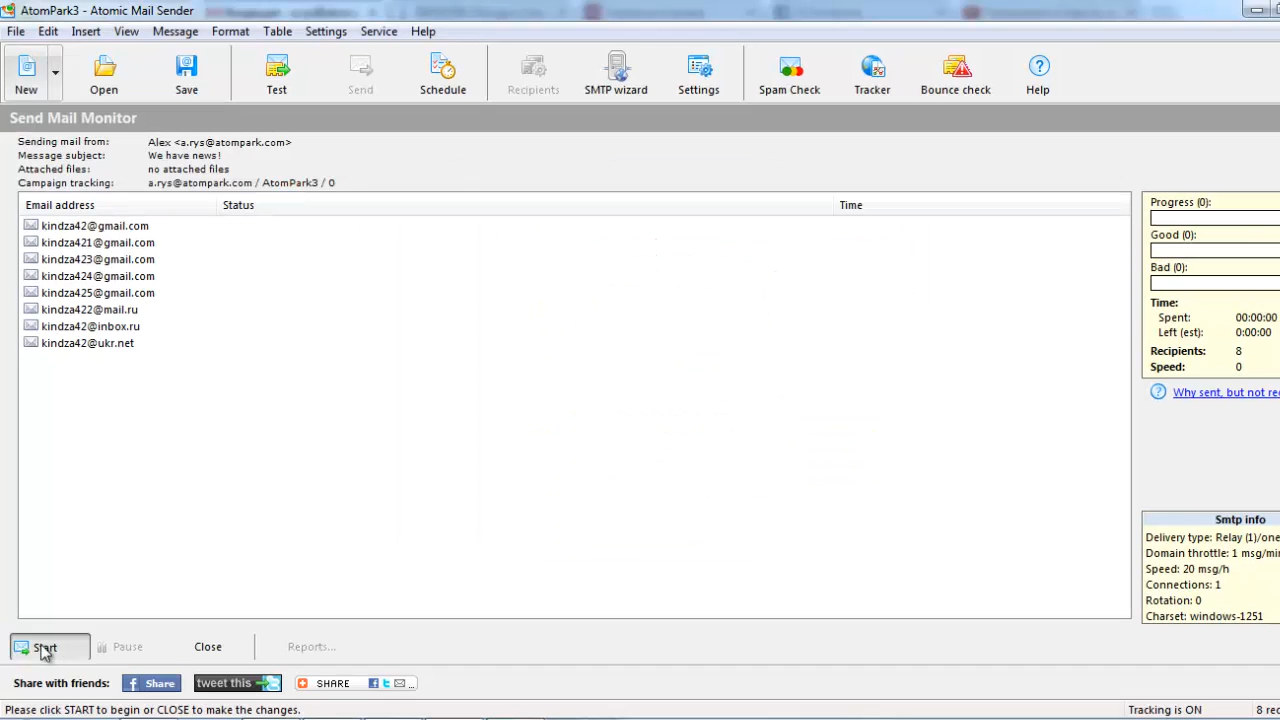 AtomPark3 - Atomic Mail Sender
File Edit Insert View Message Format Table Settings Service Help
New Open Save Test Send Schedule Recipients SMTP wizard Settings Spam Check Tracker Bounce check Help
Send Mail Monitor
Sending mail from: Alex <a.rys@atompark.com>
Message subject: We have news!
Attached files: no attached files
Campaign tracking: a.rys@atompark.com / AtomPark3 / 0
Email address Status Time
kindza42@gmail.com
kindza421@gmail.com
kindza423@gmail.com
kindza424@gmail.com
kindza425@gmail.com
kindza422@mail.ru
kindza42@inbox.ru
kindza42@ukr.net
Progress (0):
Good (0):
Bad (0):
Time:
Spent: 00:00:00
Left (est): 0:00:00
Recipients: 8
Speed: 0
Why sent, but not re
Smtp info
Delivery type: Relay (1)/one
Domain throttle: 1 msg/mi
Speed: 20 msg/h
Connections: 1
Rotation: 0
Charset: windows-1251
Start Pause Close Reports...
Share with friends: f Share tweet this SHARE ...
Please click START to begin or CLOSE to make the changes. Tracking is ON 8 rec